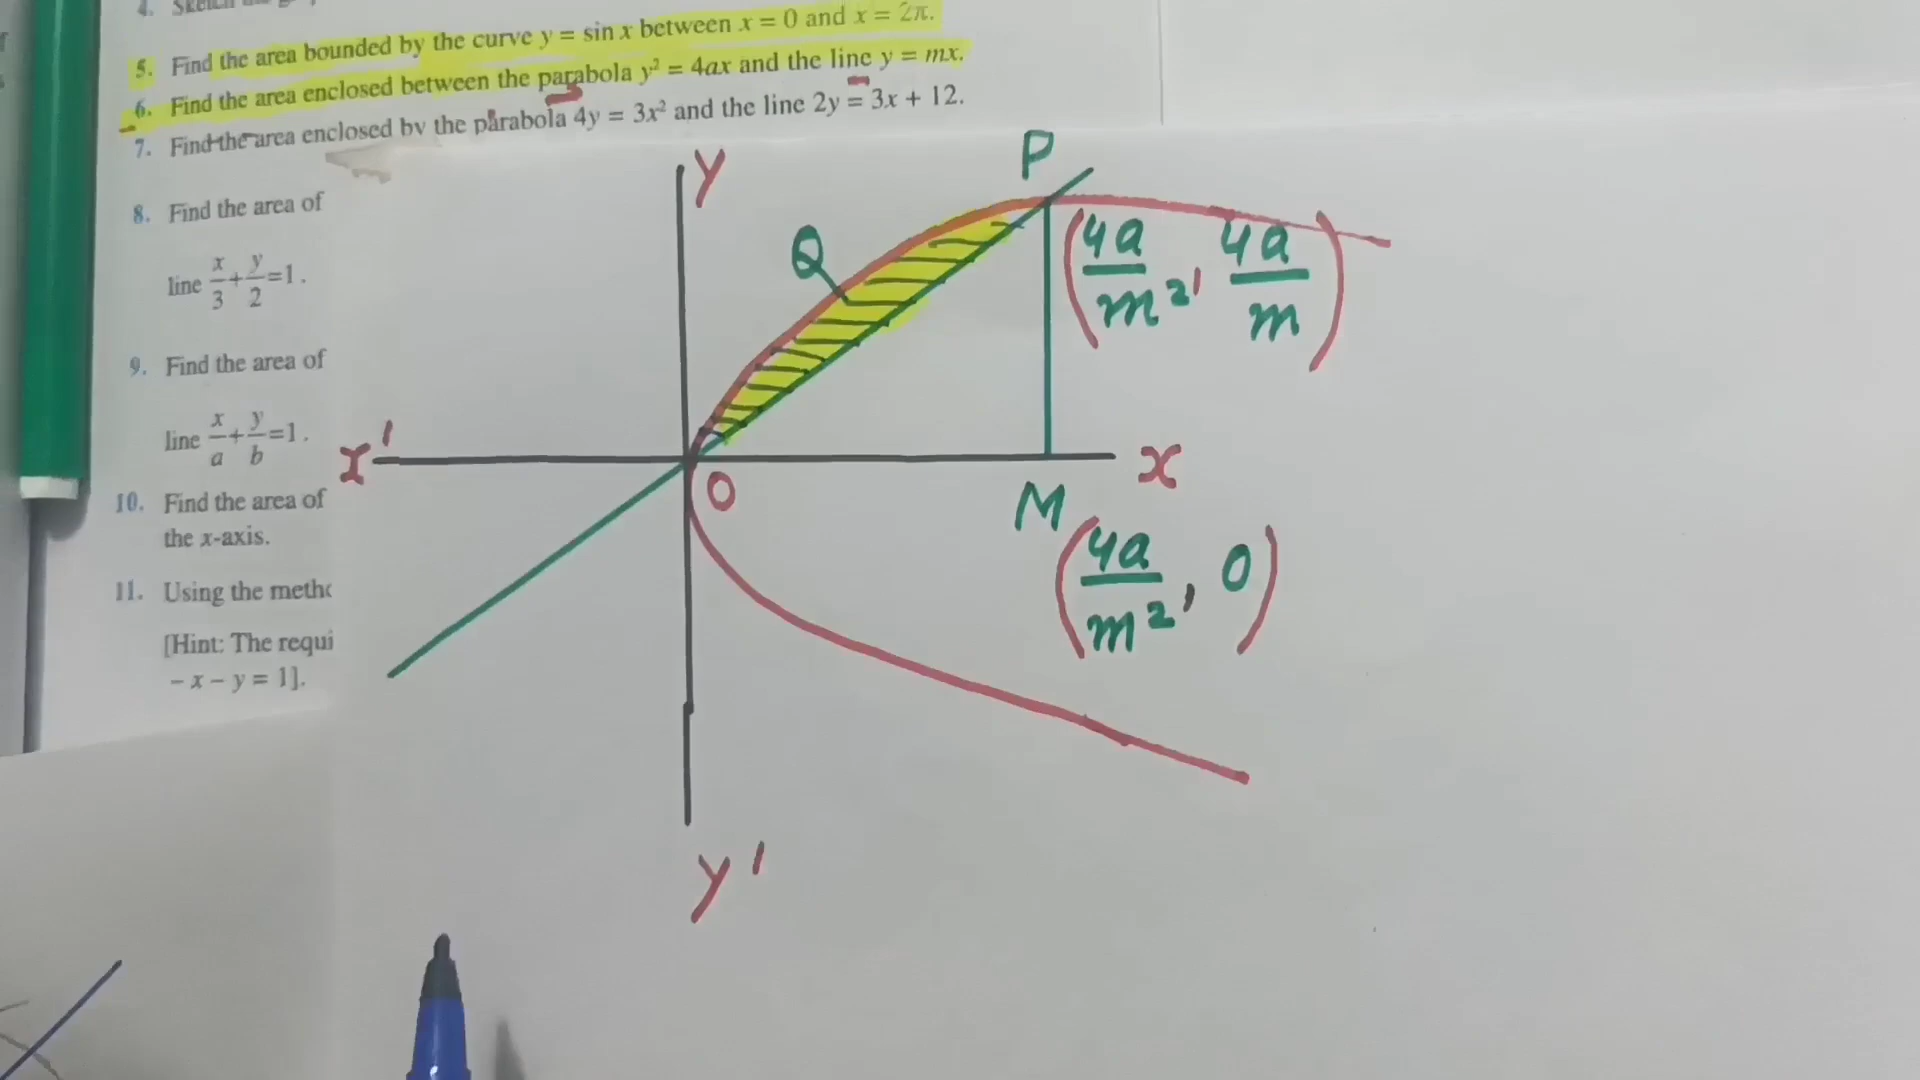 4. Sketch the
5. Find the area bounded by the curve y = sin x between x = 0 and x = 2π.
6. Find the area enclosed between the parabola y² = 4ax and the line y = mx.
7. Find the area enclosed by the parabola 4y = 3x² and the line 2y = 3x + 12.
8. Find the area of
line x/3 + y/2 = 1.
9. Find the area of
line x/a + y/b = 1.
10. Find the area of
the x-axis.
11. Using the metho
[Hint: The requi
– x – y = 1].
y
P
Q
(4a/m², 4a/m)
x'
x
O
M
(4a/m², 0)
y'